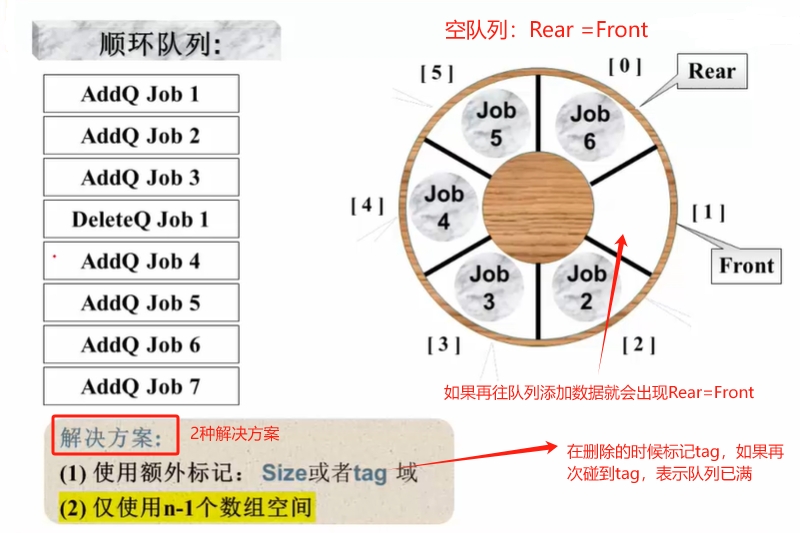 顺环队列:
空队列：Rear =Front
AddQ Job 1
AddQ Job 2
AddQ Job 3
DeleteQ Job 1
AddQ Job 4
AddQ Job 5
AddQ Job 6
AddQ Job 7
[ 5 ]
[ 0 ]
Rear
Job 5
Job 6
[ 4 ]
Job 4
[ 1 ]
Front
Job 3
Job 2
[ 3 ]
[ 2 ]
如果再往队列添加数据就会出现Rear=Front
解决方案:
2种解决方案
(1) 使用额外标记： Size或者tag 域
(2) 仅使用n-1个数组空间
在删除的时候标记tag，如果再
次碰到tag，表示队列已满